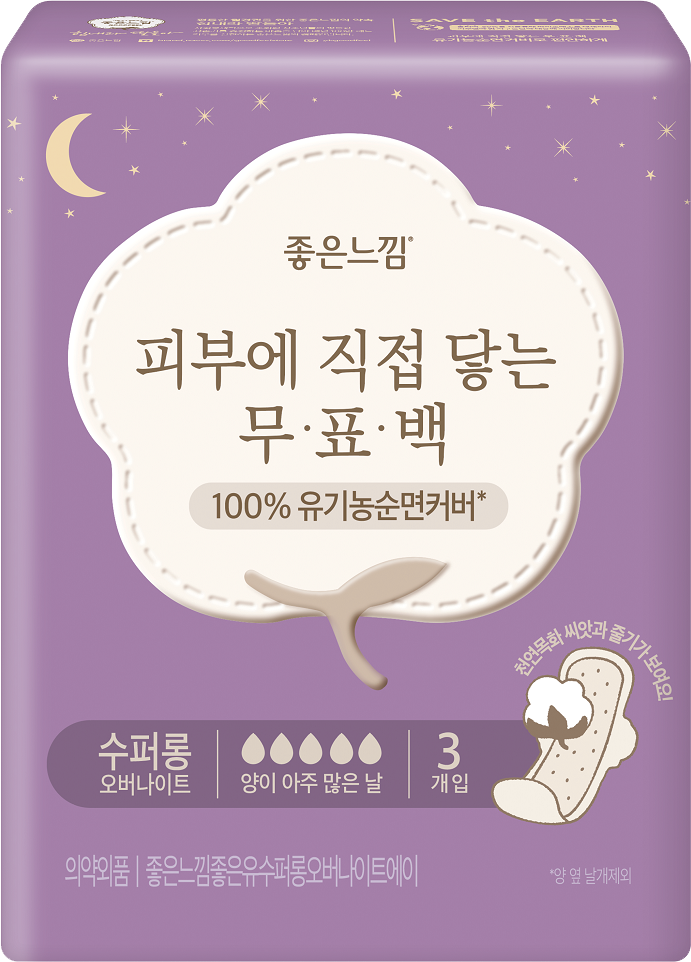 SAVE the EARTH
좋은느낌®
피부에 직접 닿는
무·표·백
100% 유기농순면커버*
천연목화 씨앗과 줄기가 보여요!
수퍼롱
오버나이트
양이 아주 많은 날
3
개입
의약외품 | 좋은느낌좋은유수퍼롱오버나이트에이
*양 옆 날개제외